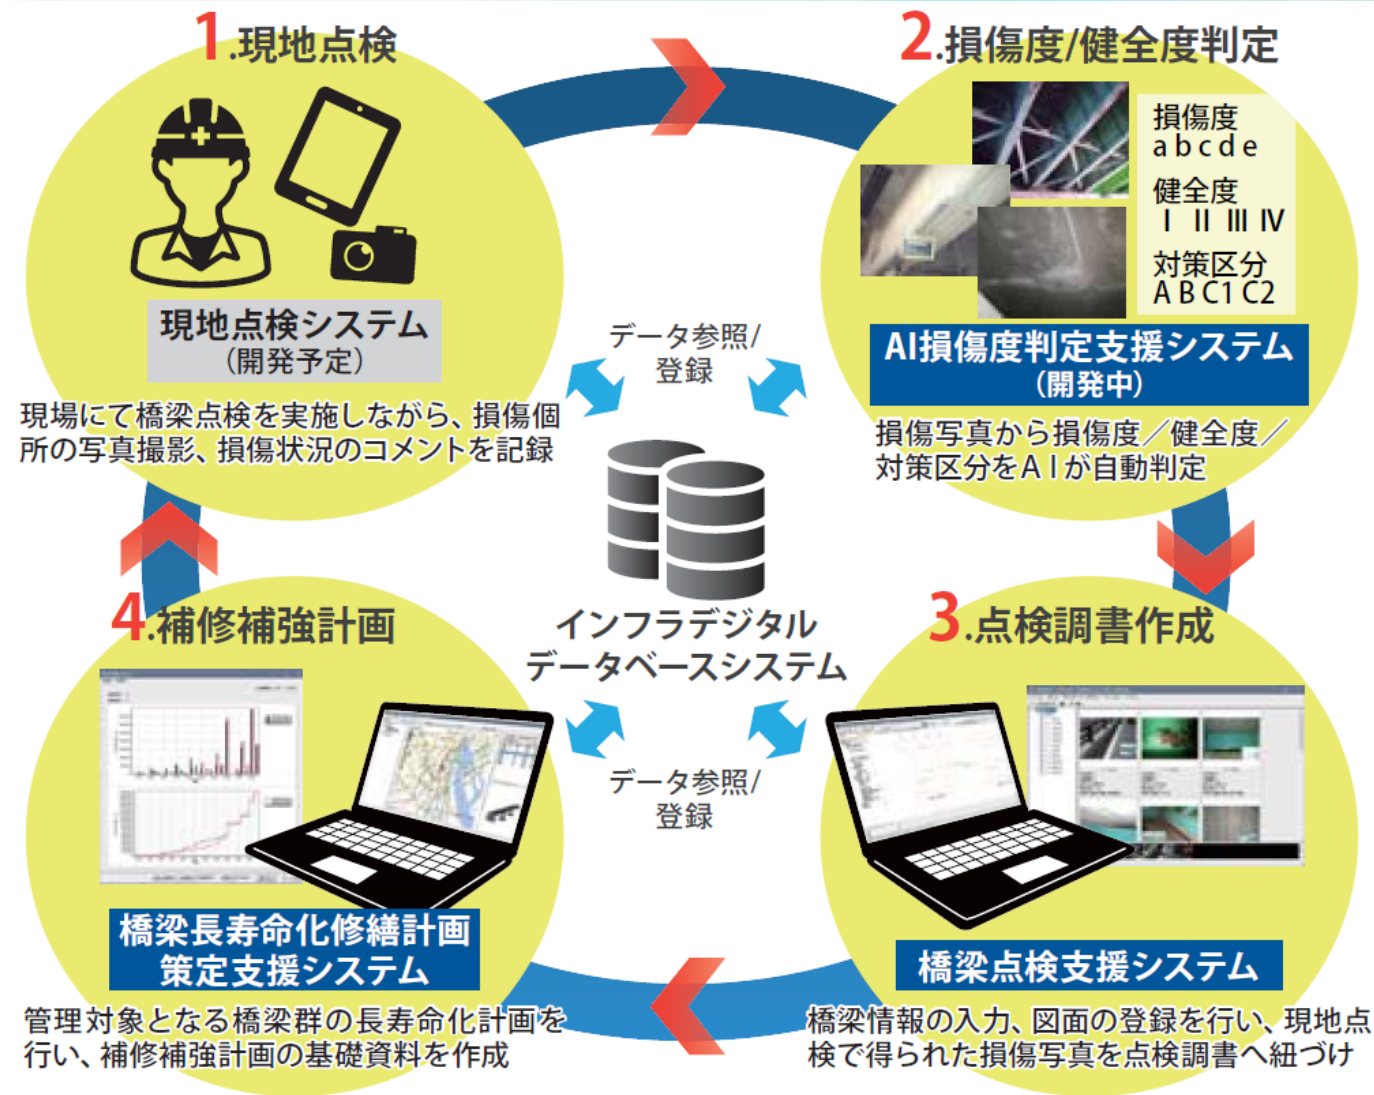 1.現地点検
現地点検システム
（開発予定）
現場にて橋梁点検を実施しながら、損傷個
所の写真撮影、損傷状況のコメントを記録
2.損傷度/健全度判定
損傷度
a b c d e
健全度
Ⅰ Ⅱ Ⅲ Ⅳ
対策区分
A B C1 C2
AI損傷度判定支援システム
（開発中）
損傷写真から損傷度／健全度／
対策区分をAIが自動判定
データ参照/
登録
インフラデジタル
データベースシステム
データ参照/
登録
3.点検調書作成
橋梁点検支援システム
橋梁情報の入力、図面の登録を行い、現地点
検で得られた損傷写真を点検調書へ紐づけ
4.補修補強計画
橋梁長寿命化修繕計画
策定支援システム
管理対象となる橋梁群の長寿命化計画を
行い、補修補強計画の基礎資料を作成